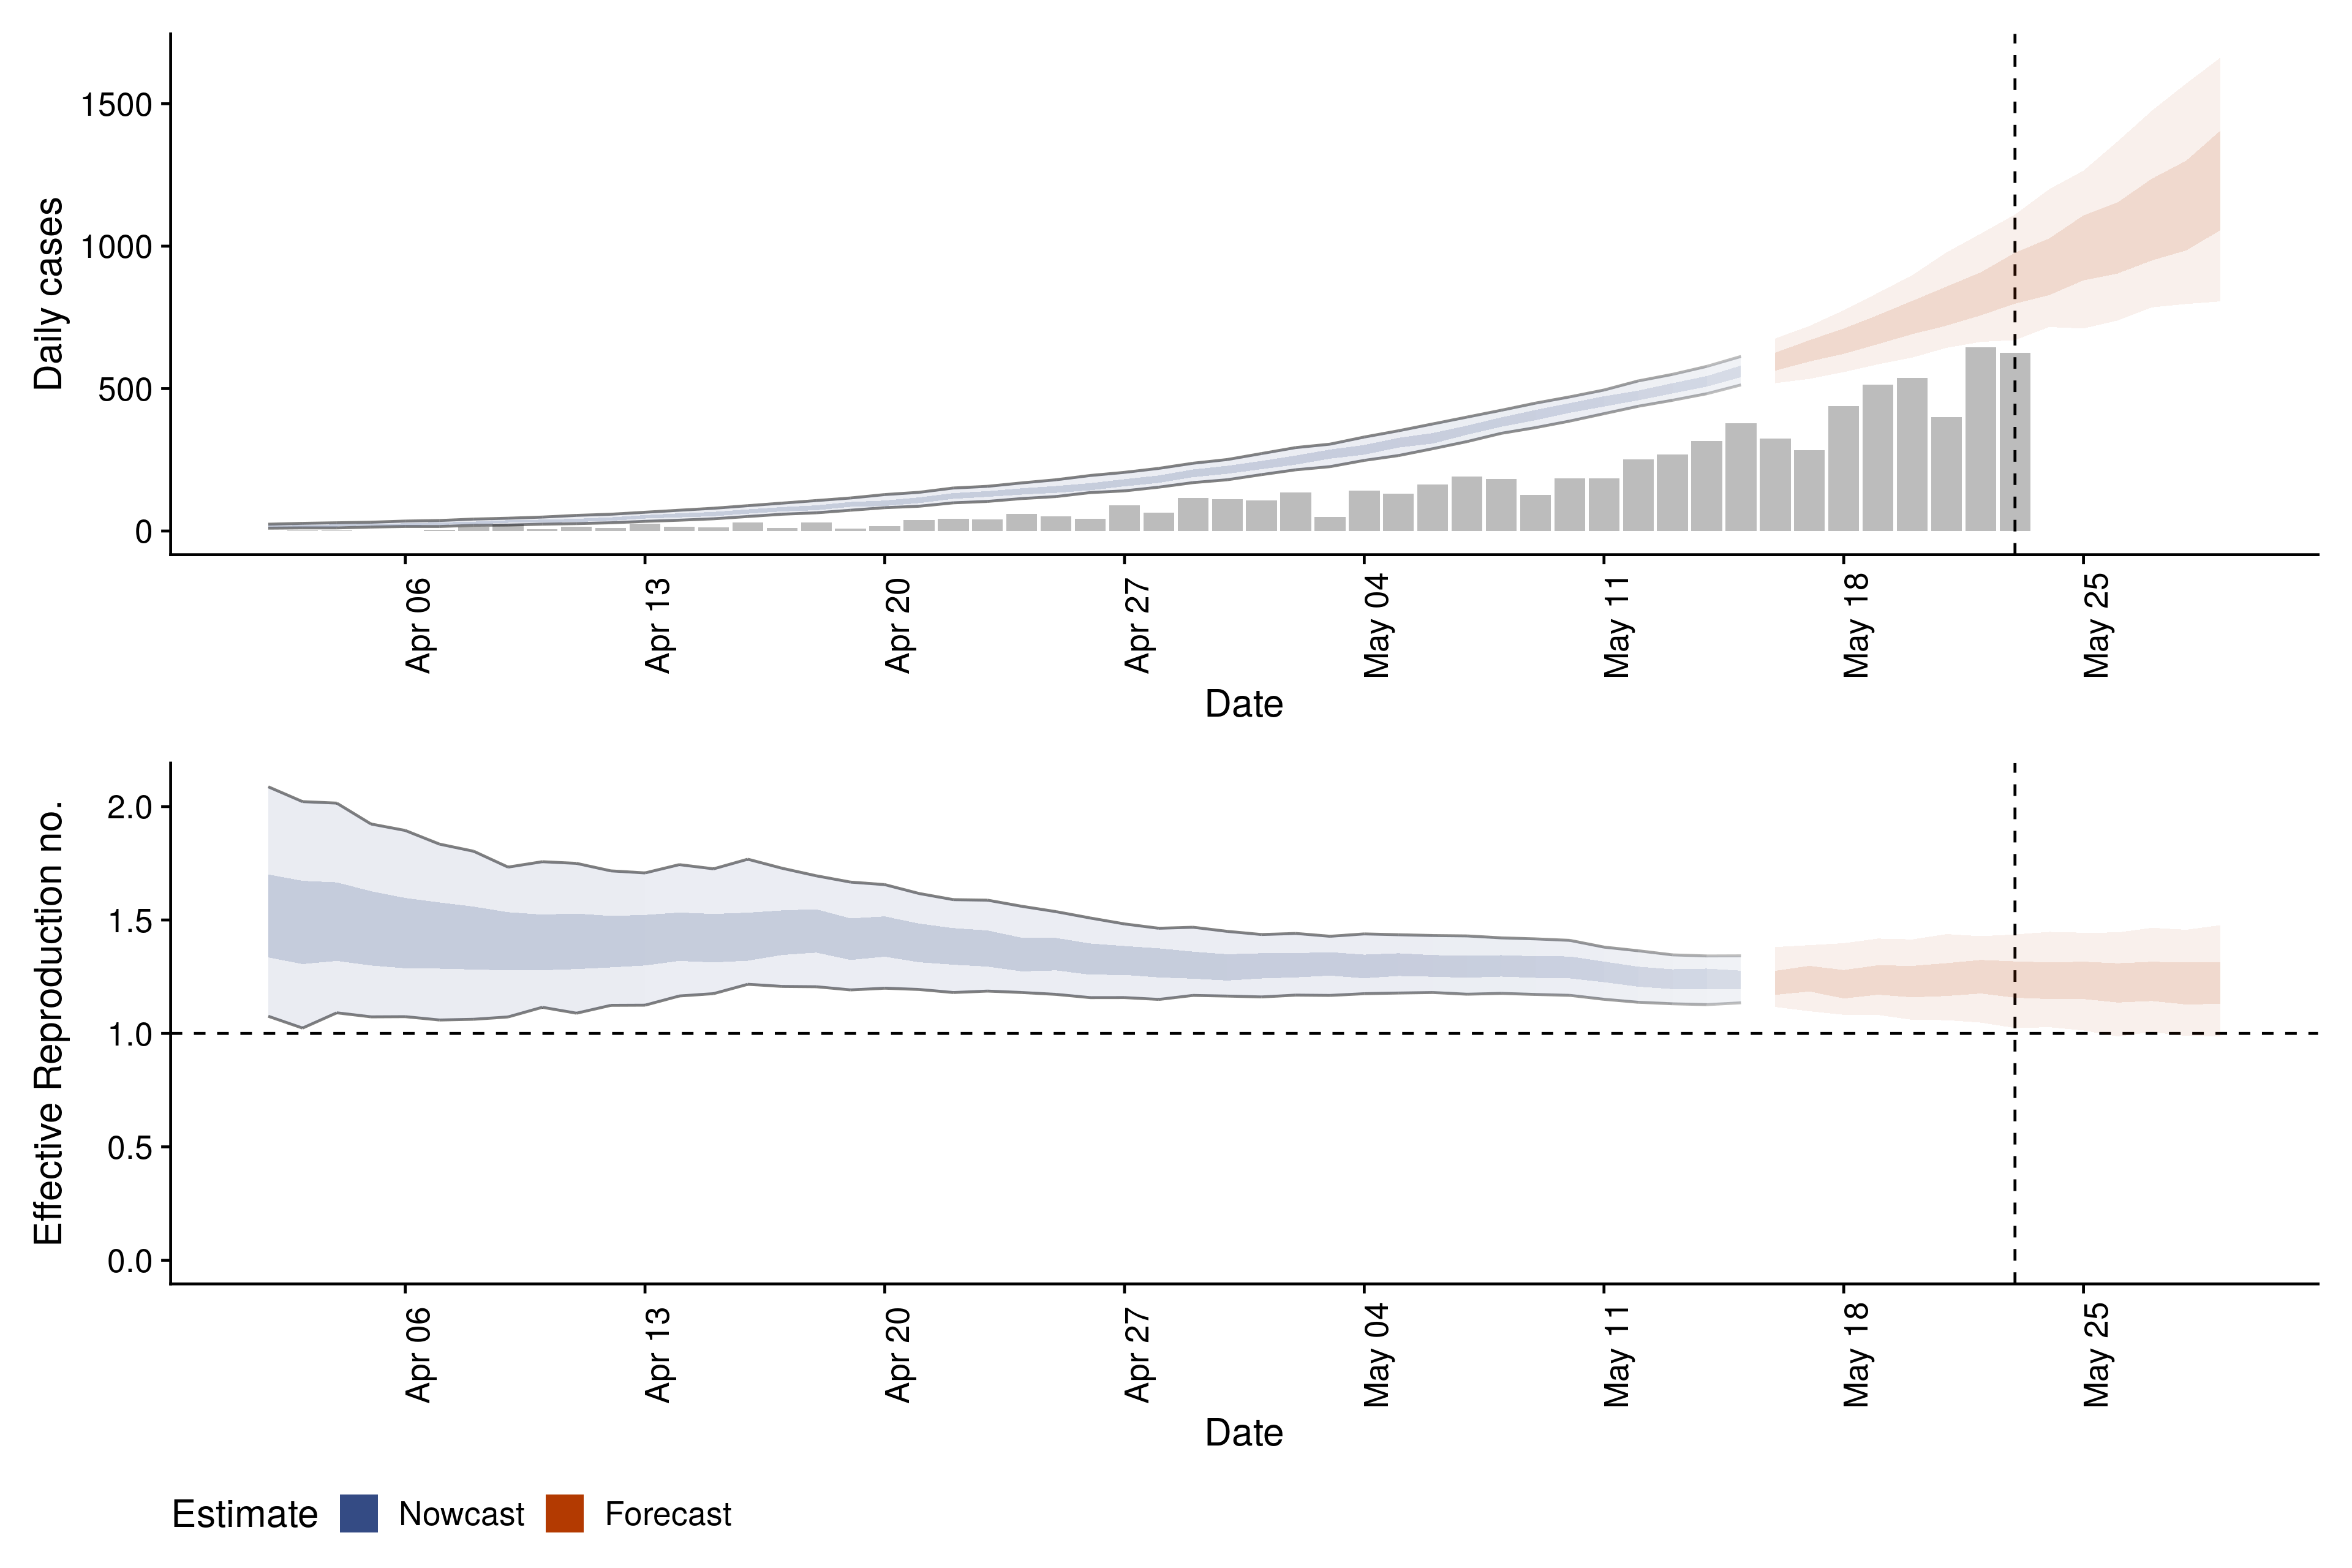 Daily cases
1500
1000
500
0
Apr 06
Apr 13
Apr 20
Apr 27
May 04
May 11
May 18
May 25
Date
Effective Reproduction no.
2.0
1.5
1.0
0.5
0.0
Apr 06
Apr 13
Apr 20
Apr 27
May 04
May 11
May 18
May 25
Date
Estimate Nowcast Forecast